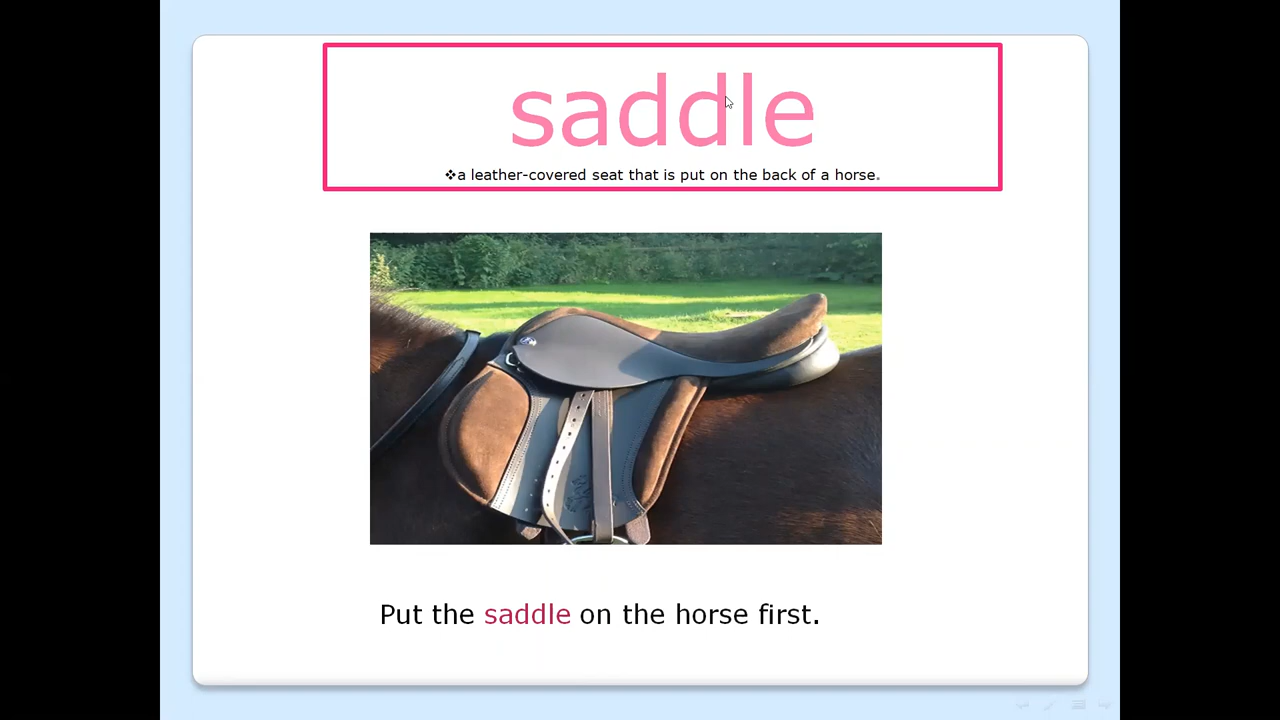 saddle
❖a leather-covered seat that is put on the back of a horse.
Put the saddle on the horse first.